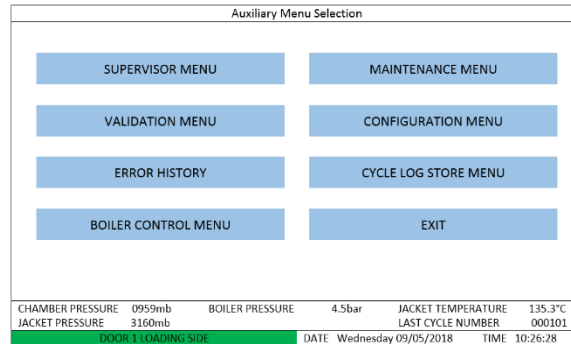 Auxiliary Menu Selection
SUPERVISOR MENU MAINTENANCE MENU
VALIDATION MENU CONFIGURATION MENU
ERROR HISTORY CYCLE LOG STORE MENU
BOILER CONTROL MENU EXIT
CHAMBER PRESSURE 0959mb BOILER PRESSURE 4.5bar JACKET TEMPERATURE 135.3°C
JACKET PRESSURE 3160mb LAST CYCLE NUMBER 000101
DOOR 1 LOADING SIDE DATE Wednesday 09/05/2018 TIME 10:26:28